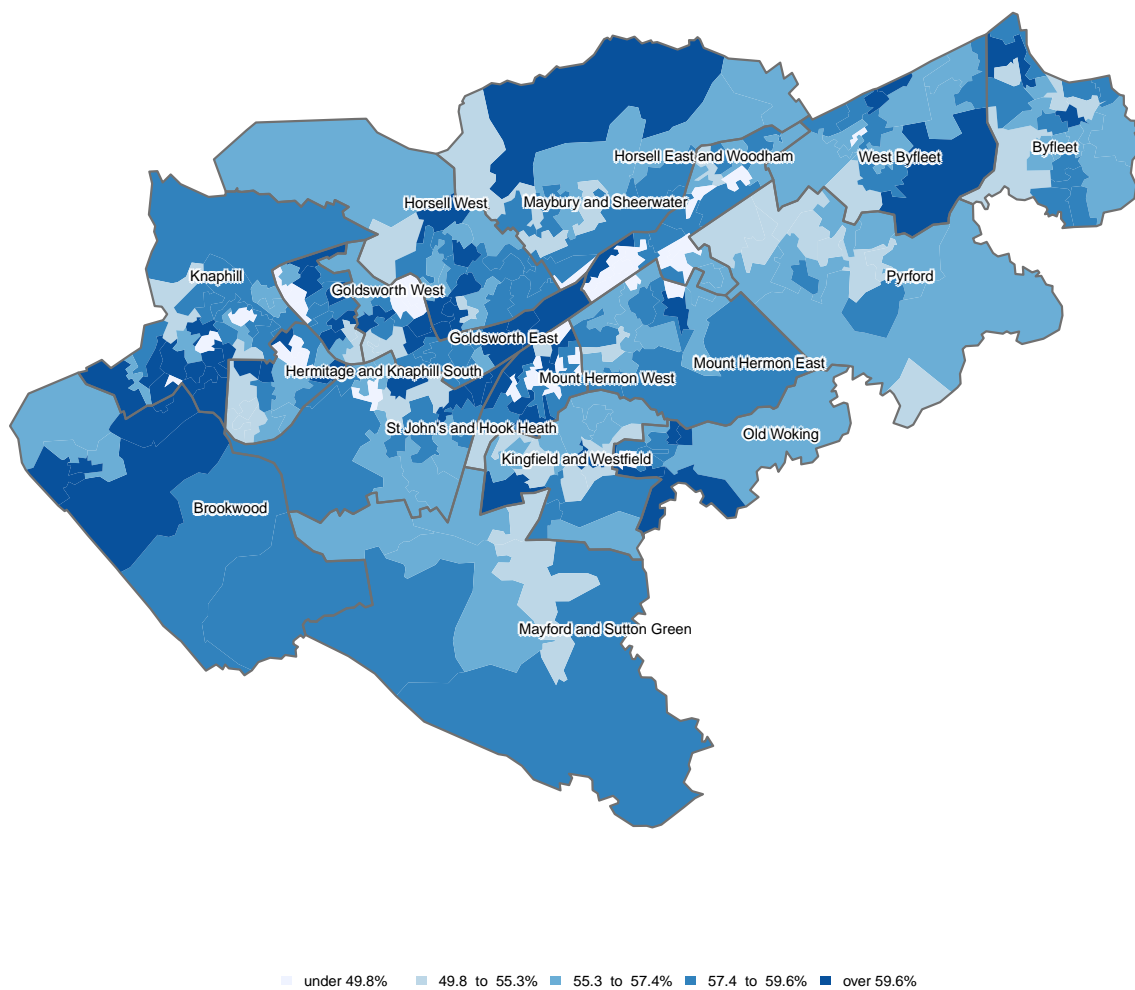 Horsell East and Woodham
West Byfleet
Byfleet
Horsell West
Maybury and Sheerwater
Knaphill
Goldsworth West
Pyrford
Goldsworth East
Mount Hermon East
Hermitage and Knaphill South
Mount Hermon West
St John's and Hook Heath
Old Woking
Kingfield and Westfield
Brookwood
Mayford and Sutton Green
under 49.8% 49.8 to 55.3% 55.3 to 57.4% 57.4 to 59.6% over 59.6%